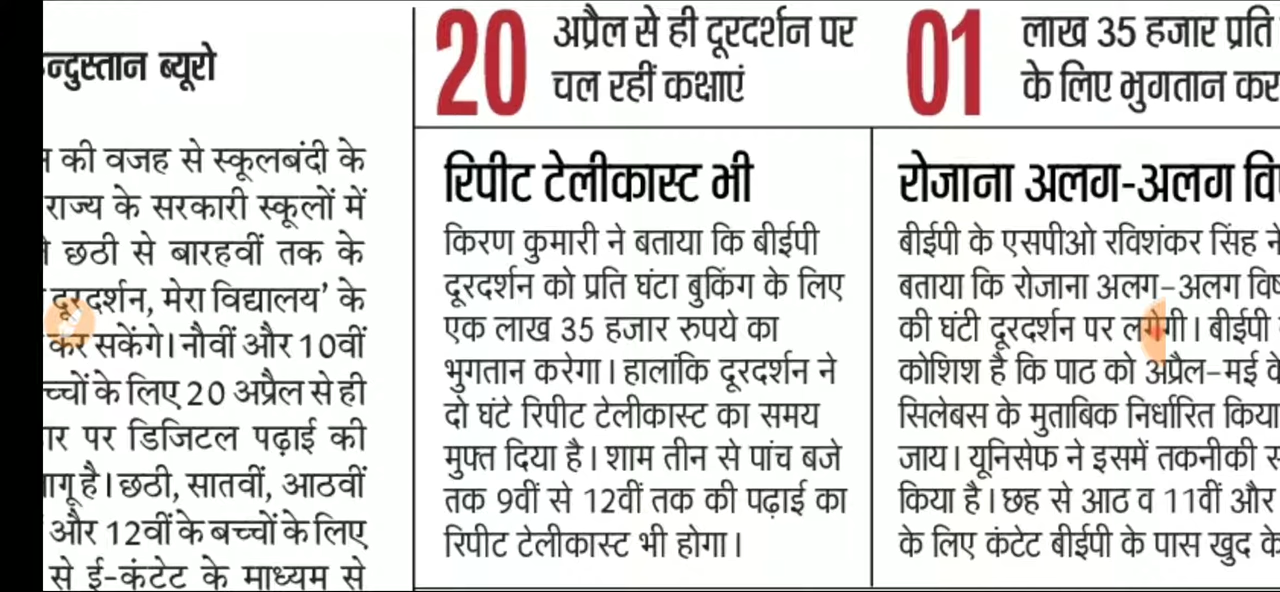 न्दुस्तान ब्यूरो
की वजह से स्कूलबंदी के
राज्य के सरकारी स्कूलों में
छठी से बारहवीं तक के
दूरदर्शन, मेरा विद्यालय’ के
कर सकेंगे। नौवीं और 10वीं
च्चों के लिए 20 अप्रैल से ही
पर डिजिटल पढ़ाई की
है। छठी, सातवीं, आठवीं
और 12वीं के बच्चों के लिए
से ई-कंटेट के माध्यम से
20 अप्रैल से ही दूरदर्शन पर
चल रहीं कक्षाएं
01 लाख 35 हजार प्रति
के लिए भुगतान कर
रिपीट टेलीकास्ट भी
किरण कुमारी ने बताया कि बीईपी
दूरदर्शन को प्रति घंटा बुकिंग के लिए
एक लाख 35 हजार रुपये का
भुगतान करेगा। हालांकि दूरदर्शन ने
दो घंटे रिपीट टेलीकास्ट का समय
मुफ्त दिया है। शाम तीन से पांच बजे
तक 9वीं से 12वीं तक की पढ़ाई का
रिपीट टेलीकास्ट भी होगा।
रोजाना अलग-अलग वि
बीईपी के एसपीओ रविशंकर सिंह ने
बताया कि रोजाना अलग-अलग विष
की घंटी दूरदर्शन पर लगेगी। बीईपी
कोशिश है कि पाठ को अप्रैल-मई के
सिलेबस के मुताबिक निर्धारित किया
जाय। यूनिसेफ ने इसमें तकनीकी स
किया है। छह से आठ व 11वीं और
के लिए कंटेट बीईपी के पास खुद के